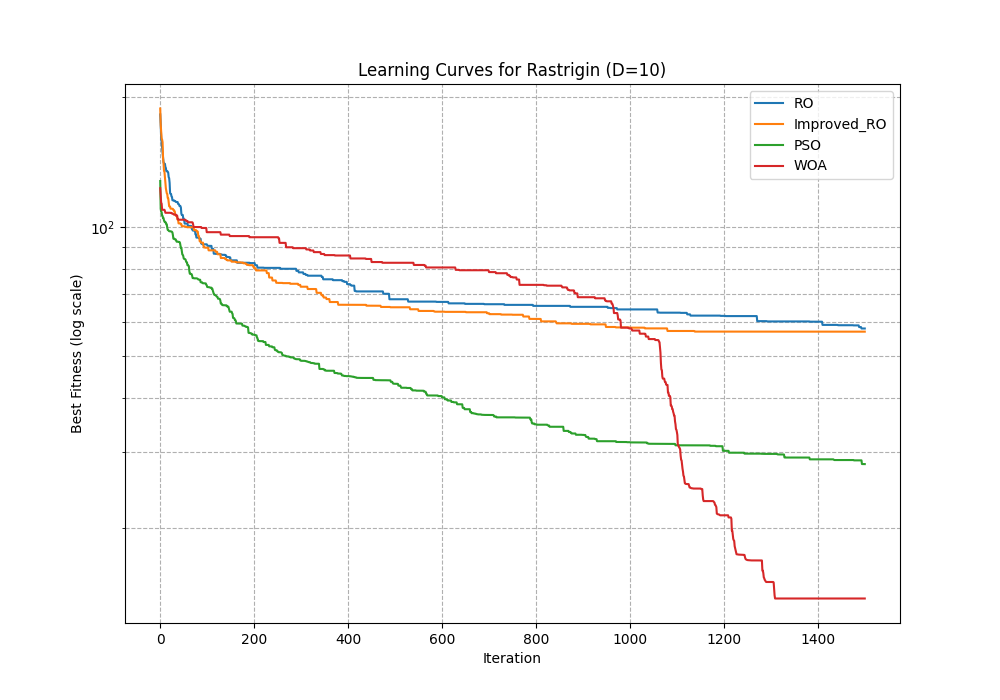 Learning Curves for Rastrigin (D=10)
RO
Improved_RO
PSO
WOA
10²
Best Fitness (log scale)
0 200 400 600 800 1000 1200 1400
Iteration